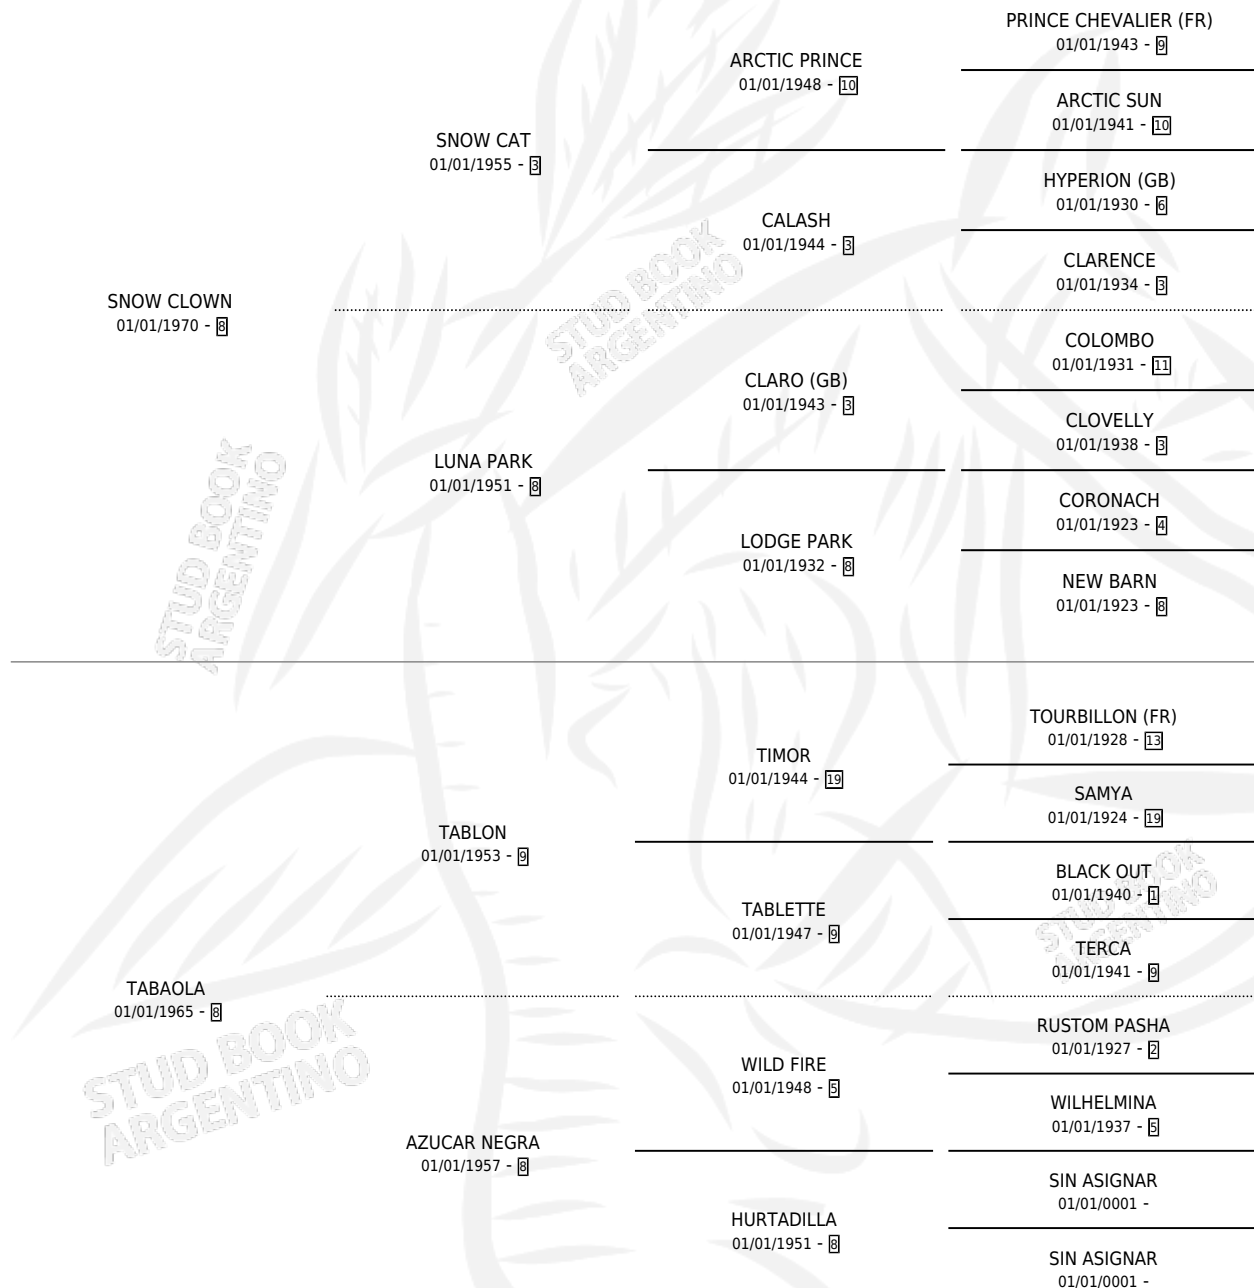 PRINCE CHEVALIER (FR)
01/01/1943 - 9
ARCTIC PRINCE
01/01/1948 - 10
ARCTIC SUN
01/01/1941 - 10
SNOW CAT
01/01/1955 - 3
HYPERION (GB)
01/01/1930 - 6
CALASH
01/01/1944 - 3
CLARENCE
01/01/1934 - 3
SNOW CLOWN
01/01/1970 - 8
STUD BOOK
ARGENTINO
COLOMBO
01/01/1931 - 11
CLARO (GB)
01/01/1943 - 3
CLOVELLY
01/01/1938 - 3
LUNA PARK
01/01/1951 - 8
CORONACH
01/01/1923 - 4
LODGE PARK
01/01/1932 - 8
NEW BARN
01/01/1923 - 8
STUD BOOK
ARGENTINO
TOURBILLON (FR)
01/01/1928 - 13
TIMOR
01/01/1944 - 19
SAMYA
01/01/1924 - 19
TABLON
01/01/1953 - 9
BLACK OUT
01/01/1940 - 1
TABLETTE
01/01/1947 - 9
TERCA
01/01/1941 - 9
STUD BOOK
ARGENTINO
TABAOLA
01/01/1965 - 8
RUSTOM PASHA
01/01/1927 - 2
WILD FIRE
01/01/1948 - 5
WILHELMINA
01/01/1937 - 5
STUD BOOK
ARGENTINO
AZUCAR NEGRA
01/01/1957 - 8
SIN ASIGNAR
01/01/0001 -
HURTADILLA
01/01/1951 - 8
SIN ASIGNAR
01/01/0001 -